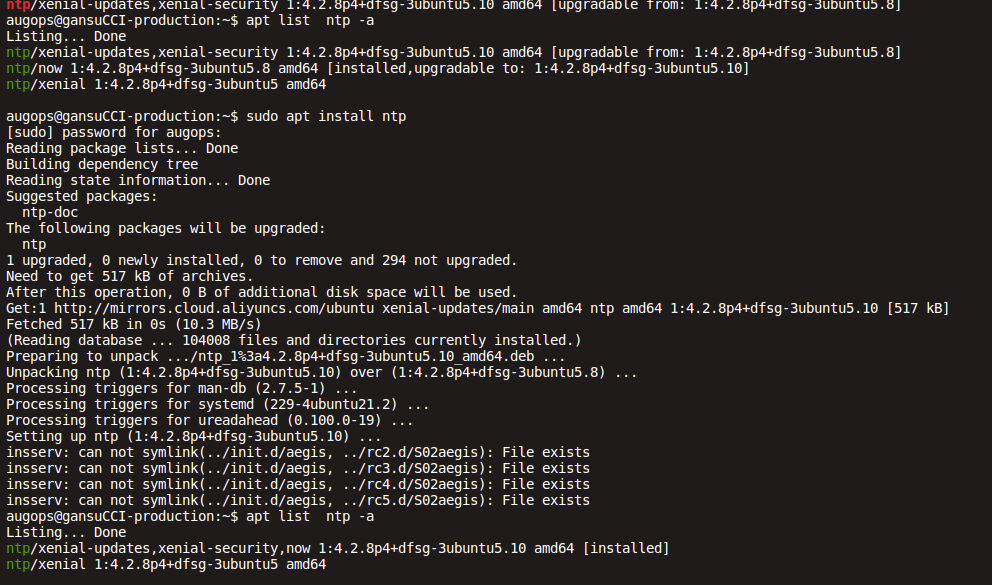 ntp/xenial-updates,xenial-security 1:4.2.8p4+dfsg-3ubuntu5.10 amd64 [upgradable from: 1:4.2.8p4+dfsg-3ubuntu5.8]
augops@gansuCCI-production:~$ apt list  ntp -a
Listing... Done
ntp/xenial-updates,xenial-security 1:4.2.8p4+dfsg-3ubuntu5.10 amd64 [upgradable from: 1:4.2.8p4+dfsg-3ubuntu5.8]
ntp/now 1:4.2.8p4+dfsg-3ubuntu5.8 amd64 [installed,upgradable to: 1:4.2.8p4+dfsg-3ubuntu5.10]
ntp/xenial 1:4.2.8p4+dfsg-3ubuntu5 amd64
augops@gansuCCI-production:~$ sudo apt install ntp
[sudo] password for augops:
Reading package lists... Done
Building dependency tree
Reading state information... Done
Suggested packages:
  ntp-doc
The following packages will be upgraded:
  ntp
1 upgraded, 0 newly installed, 0 to remove and 294 not upgraded.
Need to get 517 kB of archives.
After this operation, 0 B of additional disk space will be used.
Get:1 http://mirrors.cloud.aliyuncs.com/ubuntu xenial-updates/main amd64 ntp amd64 1:4.2.8p4+dfsg-3ubuntu5.10 [517 kB]
Fetched 517 kB in 0s (10.3 MB/s)
(Reading database ... 104008 files and directories currently installed.)
Preparing to unpack .../ntp_1%3a4.2.8p4+dfsg-3ubuntu5.10_amd64.deb ...
Unpacking ntp (1:4.2.8p4+dfsg-3ubuntu5.10) over (1:4.2.8p4+dfsg-3ubuntu5.8) ...
Processing triggers for man-db (2.7.5-1) ...
Processing triggers for systemd (229-4ubuntu21.2) ...
Processing triggers for ureadahead (0.100.0-19) ...
Setting up ntp (1:4.2.8p4+dfsg-3ubuntu5.10) ...
insserv: can not symlink(../init.d/aegis, ../rc2.d/S02aegis): File exists
insserv: can not symlink(../init.d/aegis, ../rc3.d/S02aegis): File exists
insserv: can not symlink(../init.d/aegis, ../rc4.d/S02aegis): File exists
insserv: can not symlink(../init.d/aegis, ../rc5.d/S02aegis): File exists
augops@gansuCCI-production:~$ apt list  ntp -a
Listing... Done
ntp/xenial-updates,xenial-security,now 1:4.2.8p4+dfsg-3ubuntu5.10 amd64 [installed]
ntp/xenial 1:4.2.8p4+dfsg-3ubuntu5 amd64